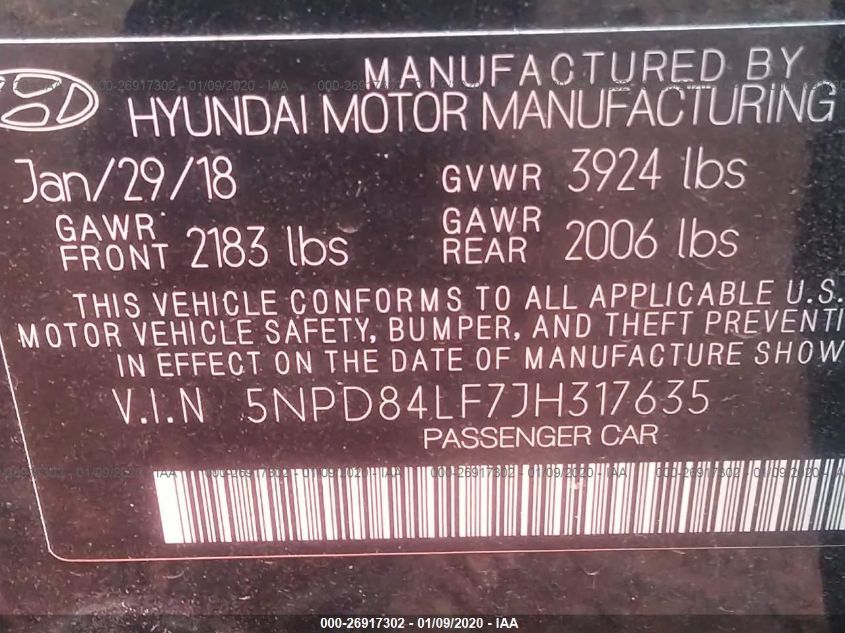 MANUFACTURED BY
HYUNDAI MOTOR MANUFACTURING
Jan/29/18 GVWR 3924 lbs
GAWR FRONT 2183 lbs GAWR REAR 2006 lbs
THIS VEHICLE CONFORMS TO ALL APPLICABLE U.S.
MOTOR VEHICLE SAFETY, BUMPER, AND THEFT PREVENTI
IN EFFECT ON THE DATE OF MANUFACTURE SHOW
V.I.N 5NPD84LF7JH317635
PASSENGER CAR
000-26917302 - 01/09/2020 - IAA